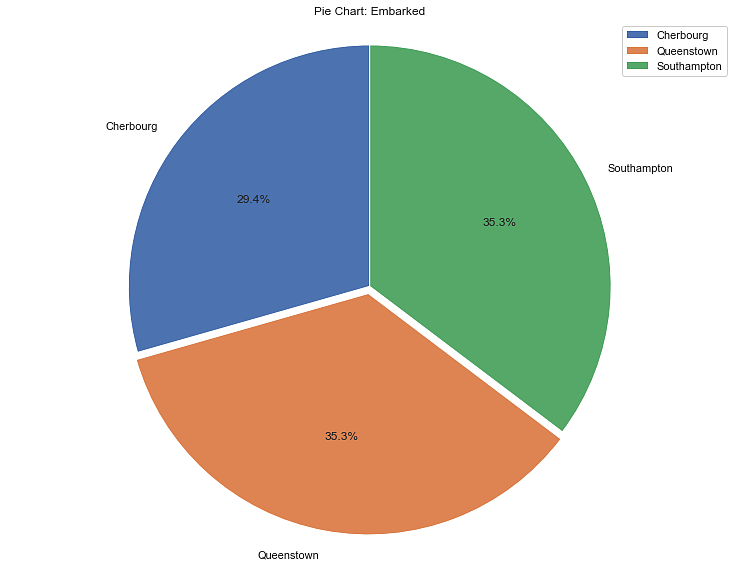 Pie Chart: Embarked
Cherbourg
Queenstown
Southampton
Cherbourg
Southampton
29.4%
35.3%
35.3%
Queenstown